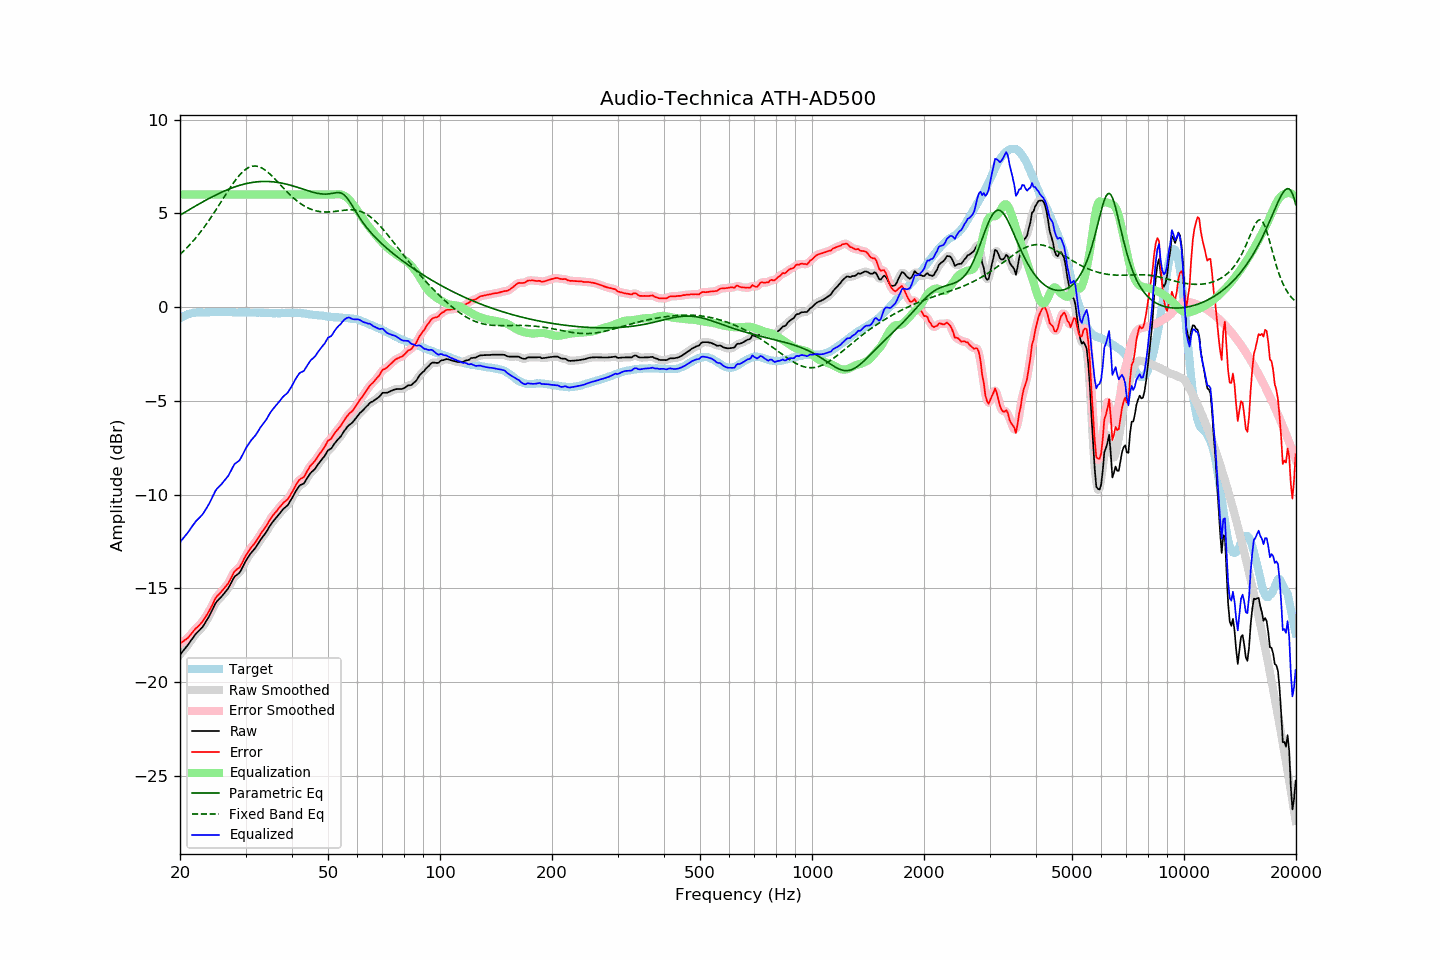 Audio-Technica ATH-AD500
10
5
0
−5
−10
−15
−20
−25
Amplitude (dBr)
Target
Raw Smoothed
Error Smoothed
Raw
Error
Equalization
Parametric Eq
Fixed Band Eq
Equalized
20 50 100 200 500 1000 2000 5000 10000 20000
Frequency (Hz)